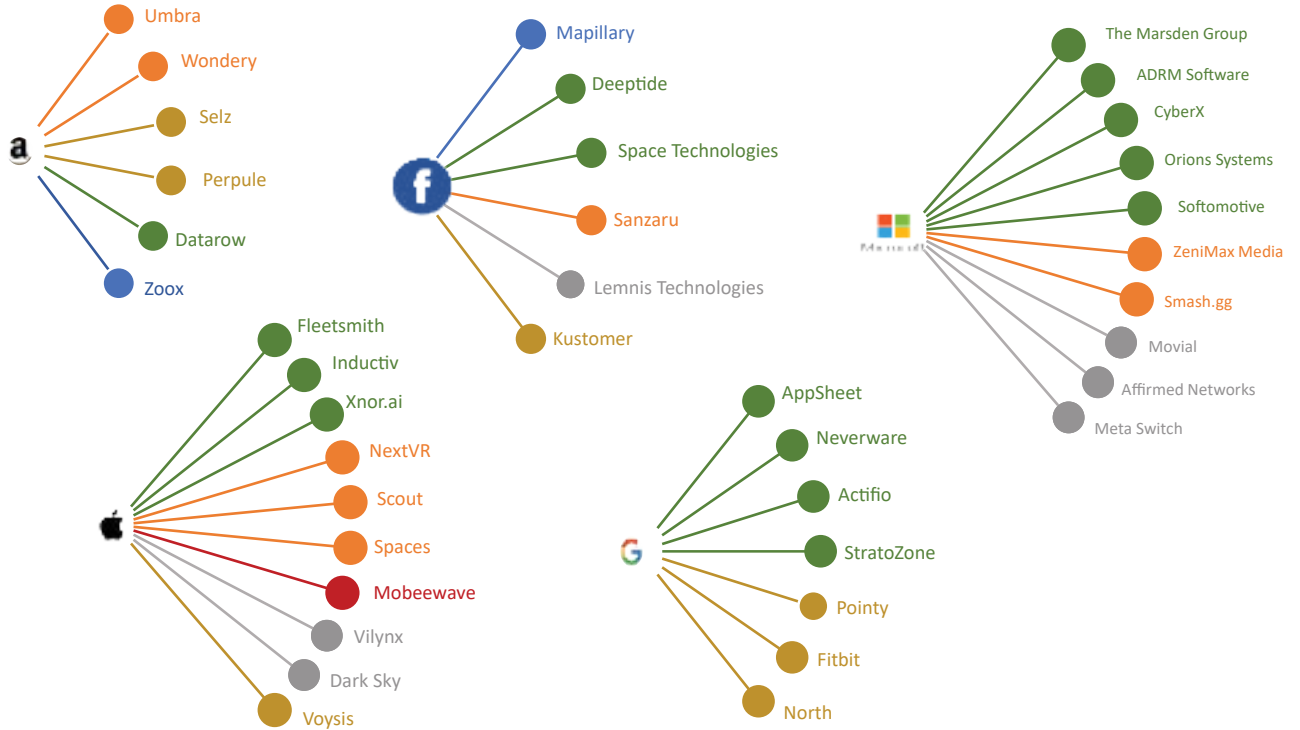 a
Umbra
Wondery
Selz
Perpule
Datarow
Zoox
f
Mapillary
Deeptide
Space Technologies
Sanzaru
Lemnis Technologies
Kustomer
The Marsden Group
ADRM Software
CyberX
Orions Systems
Softomotive
ZeniMax Media
Smash.gg
Movial
Affirmed Networks
Meta Switch
Fleetsmith
Inductiv
Xnor.ai
NextVR
Scout
Spaces
Mobeewave
Vilynx
Dark Sky
Voysis
G
AppSheet
Neverware
Actifio
StratoZone
Pointy
Fitbit
North